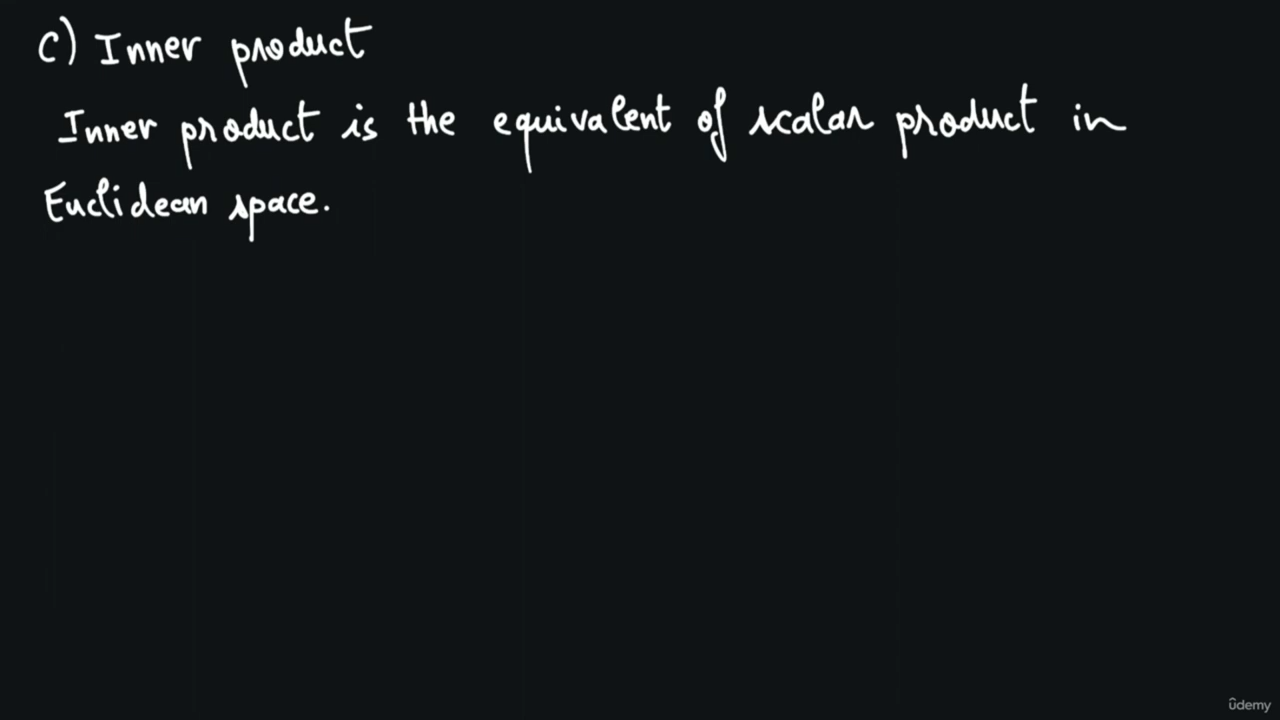 c) Inner product
Inner product is the equivalent of scalar product in
Euclidean space.
ûdemy